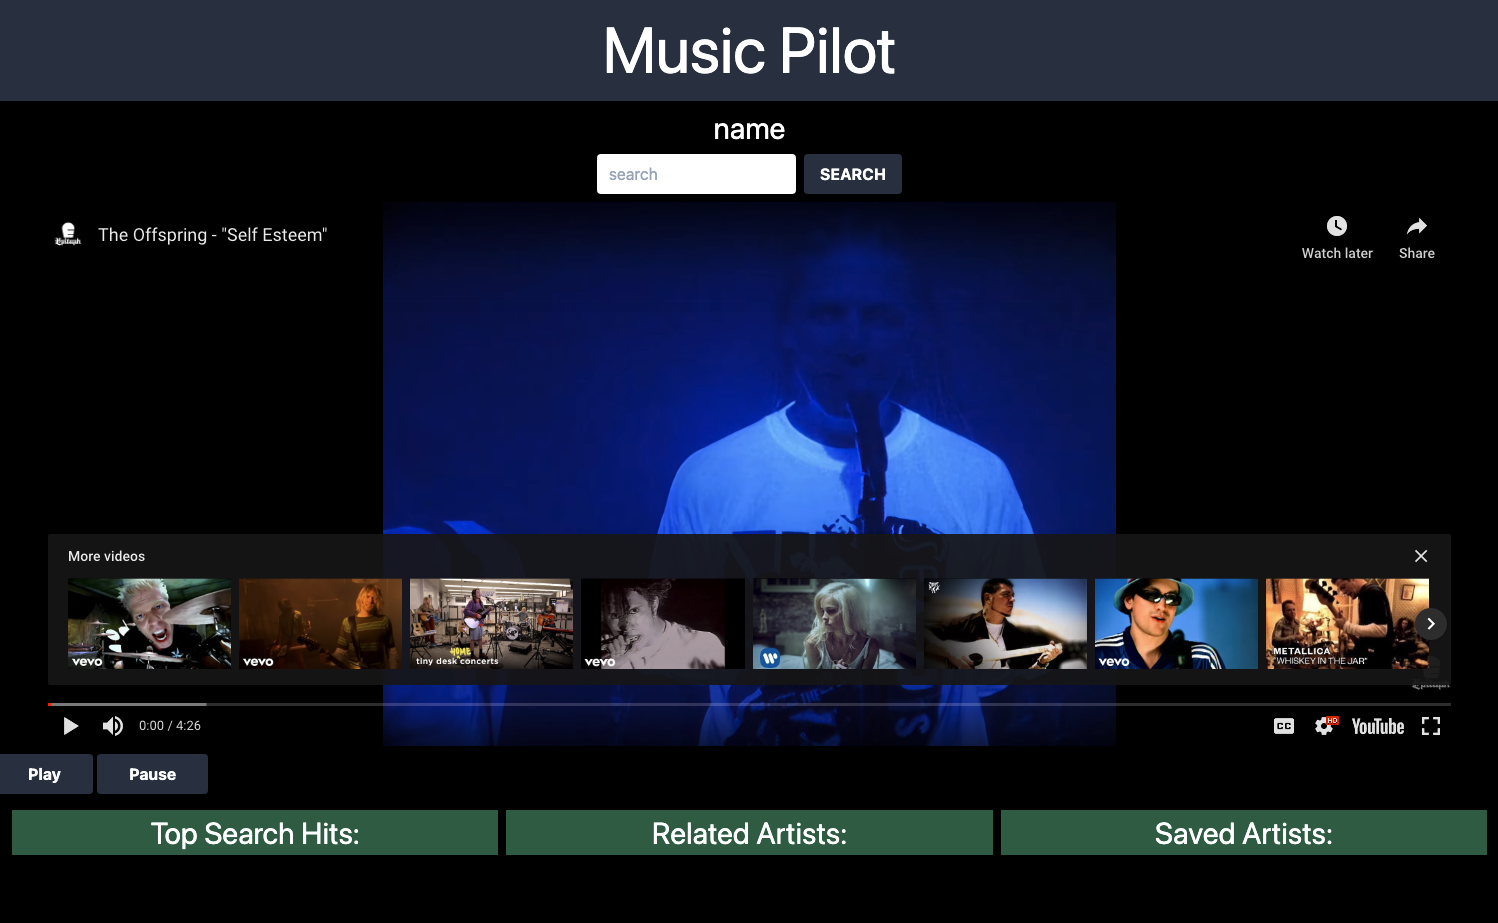 Music Pilot
name
search
SEARCH
The Offspring - "Self Esteem"
Watch later
Share
More videos
vevo
vevo
HOME
tiny desk concerts
vevo
W
vevo
METALLICA
"WHISKEY IN THE JAR"
0:00 / 4:26
CC
HD
YouTube
Play
Pause
Top Search Hits:
Related Artists:
Saved Artists: